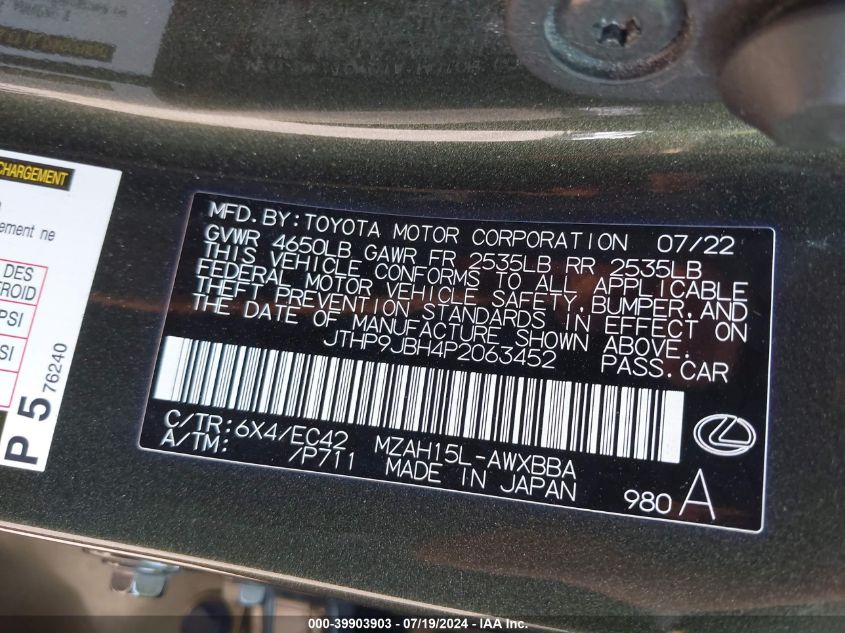 CHARGEMENT
ement ne
DES
ROID
PSI
SI
P 5
76240
MFD. BY: TOYOTA MOTOR CORPORATION 07/22
GVWR 4650LB GAWR FR 2535LB RR 2535LB
THIS VEHICLE CONFORMS TO ALL APPLICABLE
FEDERAL MOTOR VEHICLE SAFETY, BUMPER, AND
THEFT PREVENTION STANDARDS IN EFFECT ON
THE DATE OF MANUFACTURE SHOWN ABOVE.
JTHP9JBH4P2063452 PASS. CAR
C/TR: 6X4/EC42 MZAH15L-AWXBBA
A/TM: /P711 MADE IN JAPAN
980 A
000-39903903 - 07/19/2024 - IAA Inc.